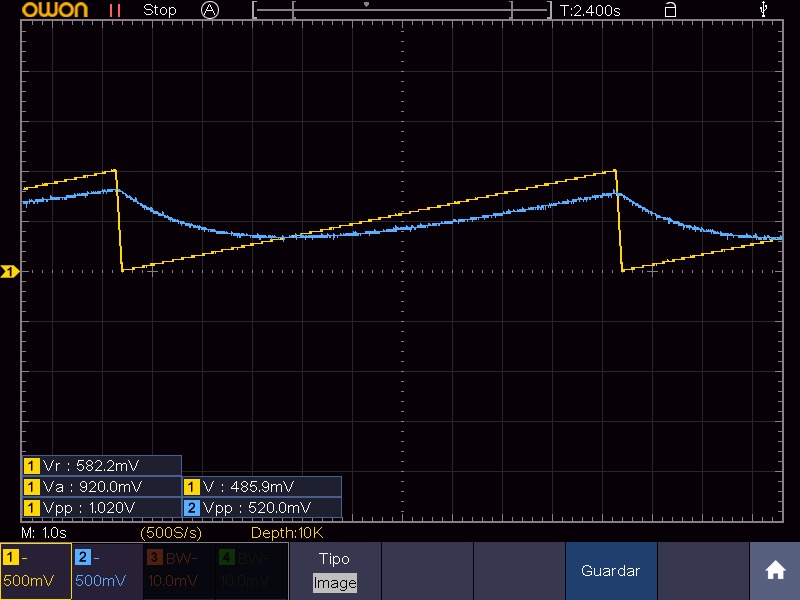 OWON Stop A T:2.400s
1
1 Vr : 582.2mV
1 Va : 920.0mV 1 V : 485.9mV
1 Vpp : 1.020V 2 Vpp : 520.0mV
M: 1.0s (500S/s) Depth:10K
1 - 2 - 3 BW- 4 BW- Tipo
500mV 500mV 10.0mV 10.0mV Image Guardar